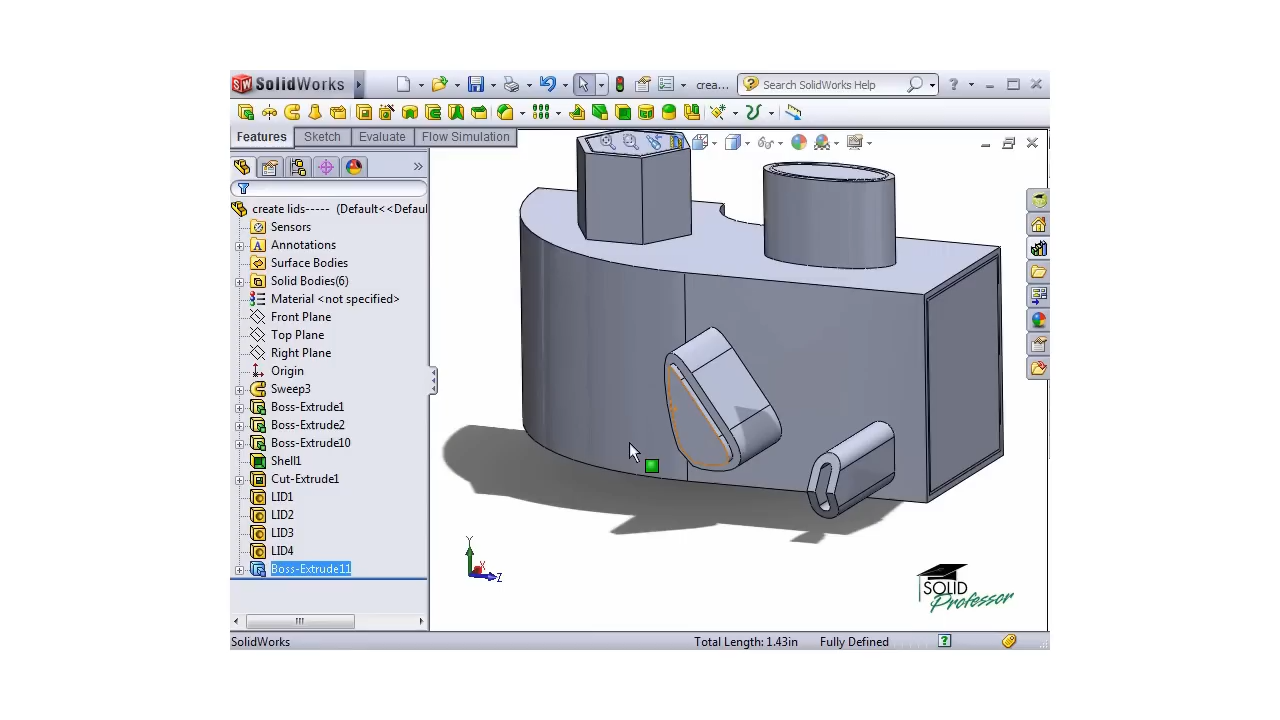 SW SolidWorks
crea...
Search SolidWorks Help
Features Sketch Evaluate Flow Simulation
create lids----- (Default<<Defaul
Sensors
Annotations
Surface Bodies
Solid Bodies(6)
Material <not specified>
Front Plane
Top Plane
Right Plane
Origin
Sweep3
Boss-Extrude1
Boss-Extrude2
Boss-Extrude10
Shell1
Cut-Extrude1
LID1
LID2
LID3
LID4
Boss-Extrude11
Y
X
Z
SOLID
Professor
SolidWorks
Total Length: 1.43in Fully Defined